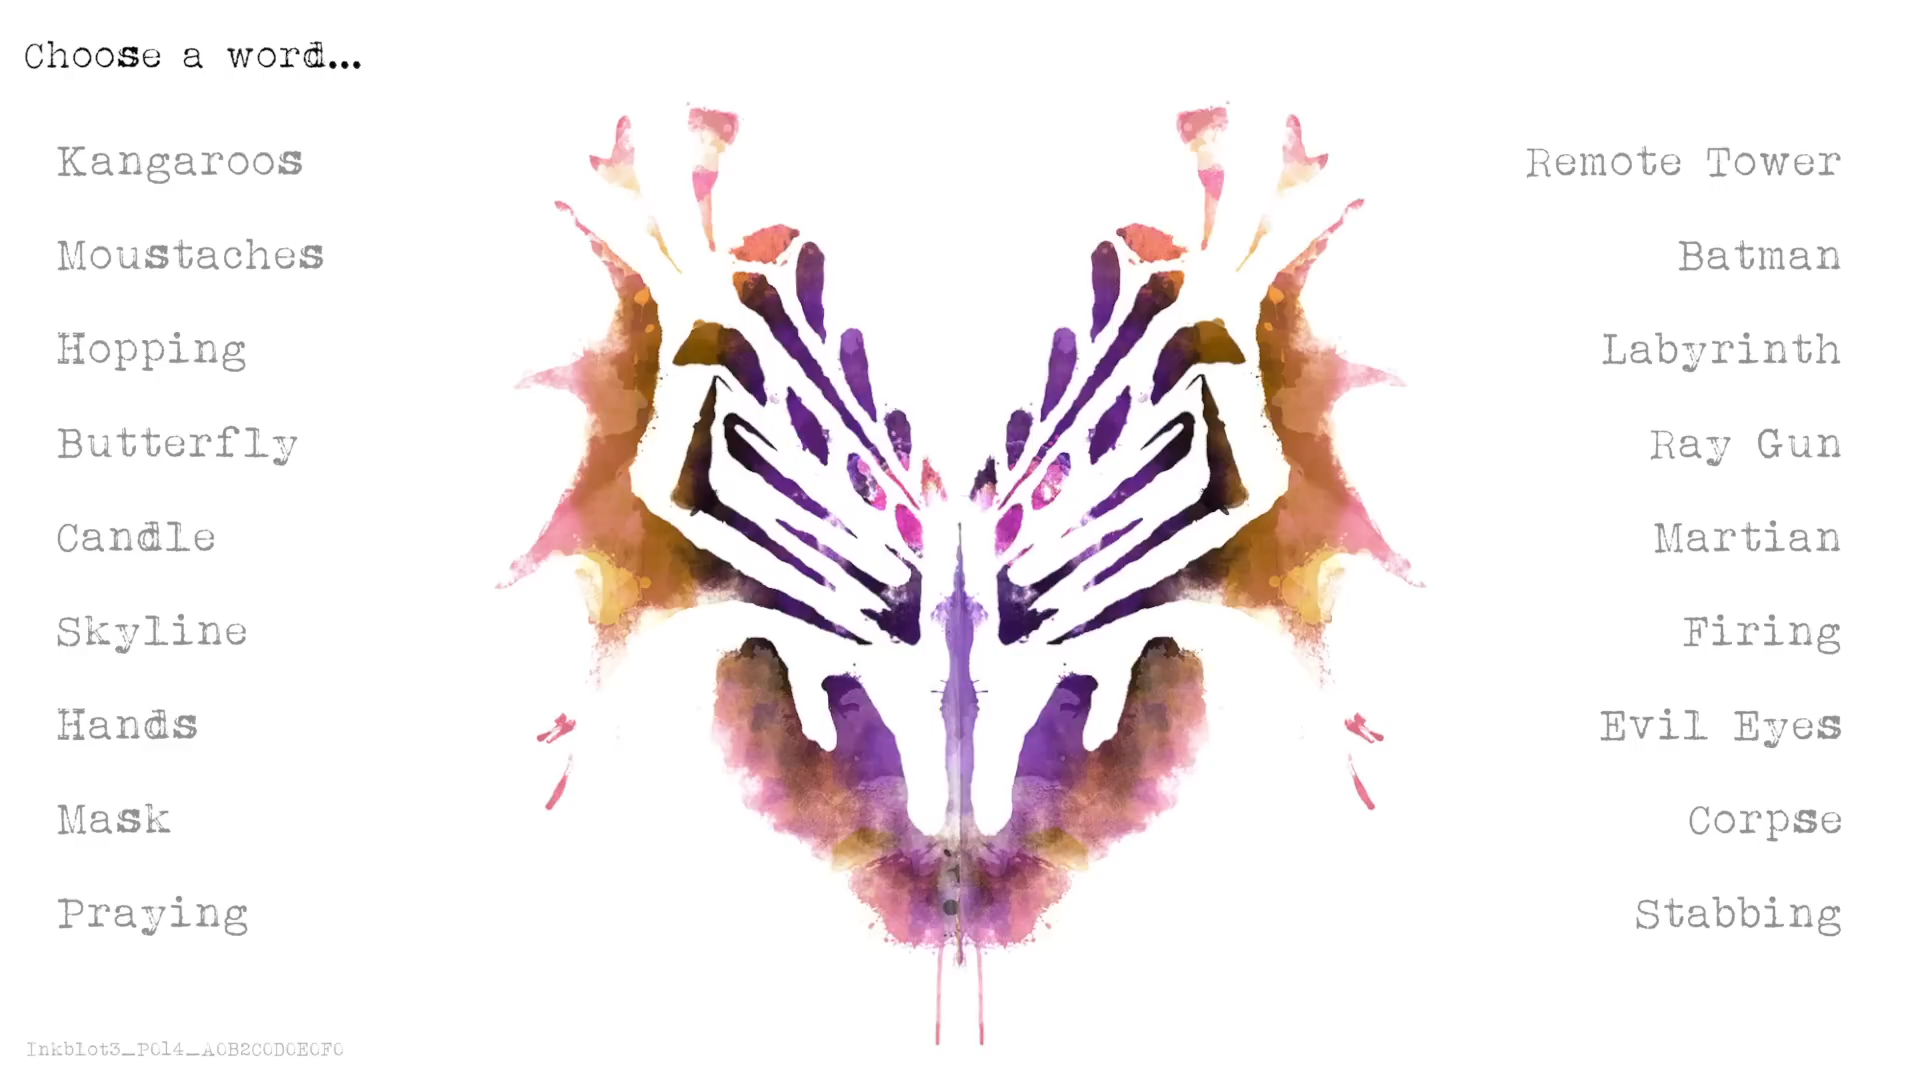 Choose a word...
Kangaroos
Moustaches
Hopping
Butterfly
Candle
Skyline
Hands
Mask
Praying
Remote Tower
Batman
Labyrinth
Ray Gun
Martian
Firing
Evil Eyes
Corpse
Stabbing
Inkblot3_P014_A0B2C0D0E0F0